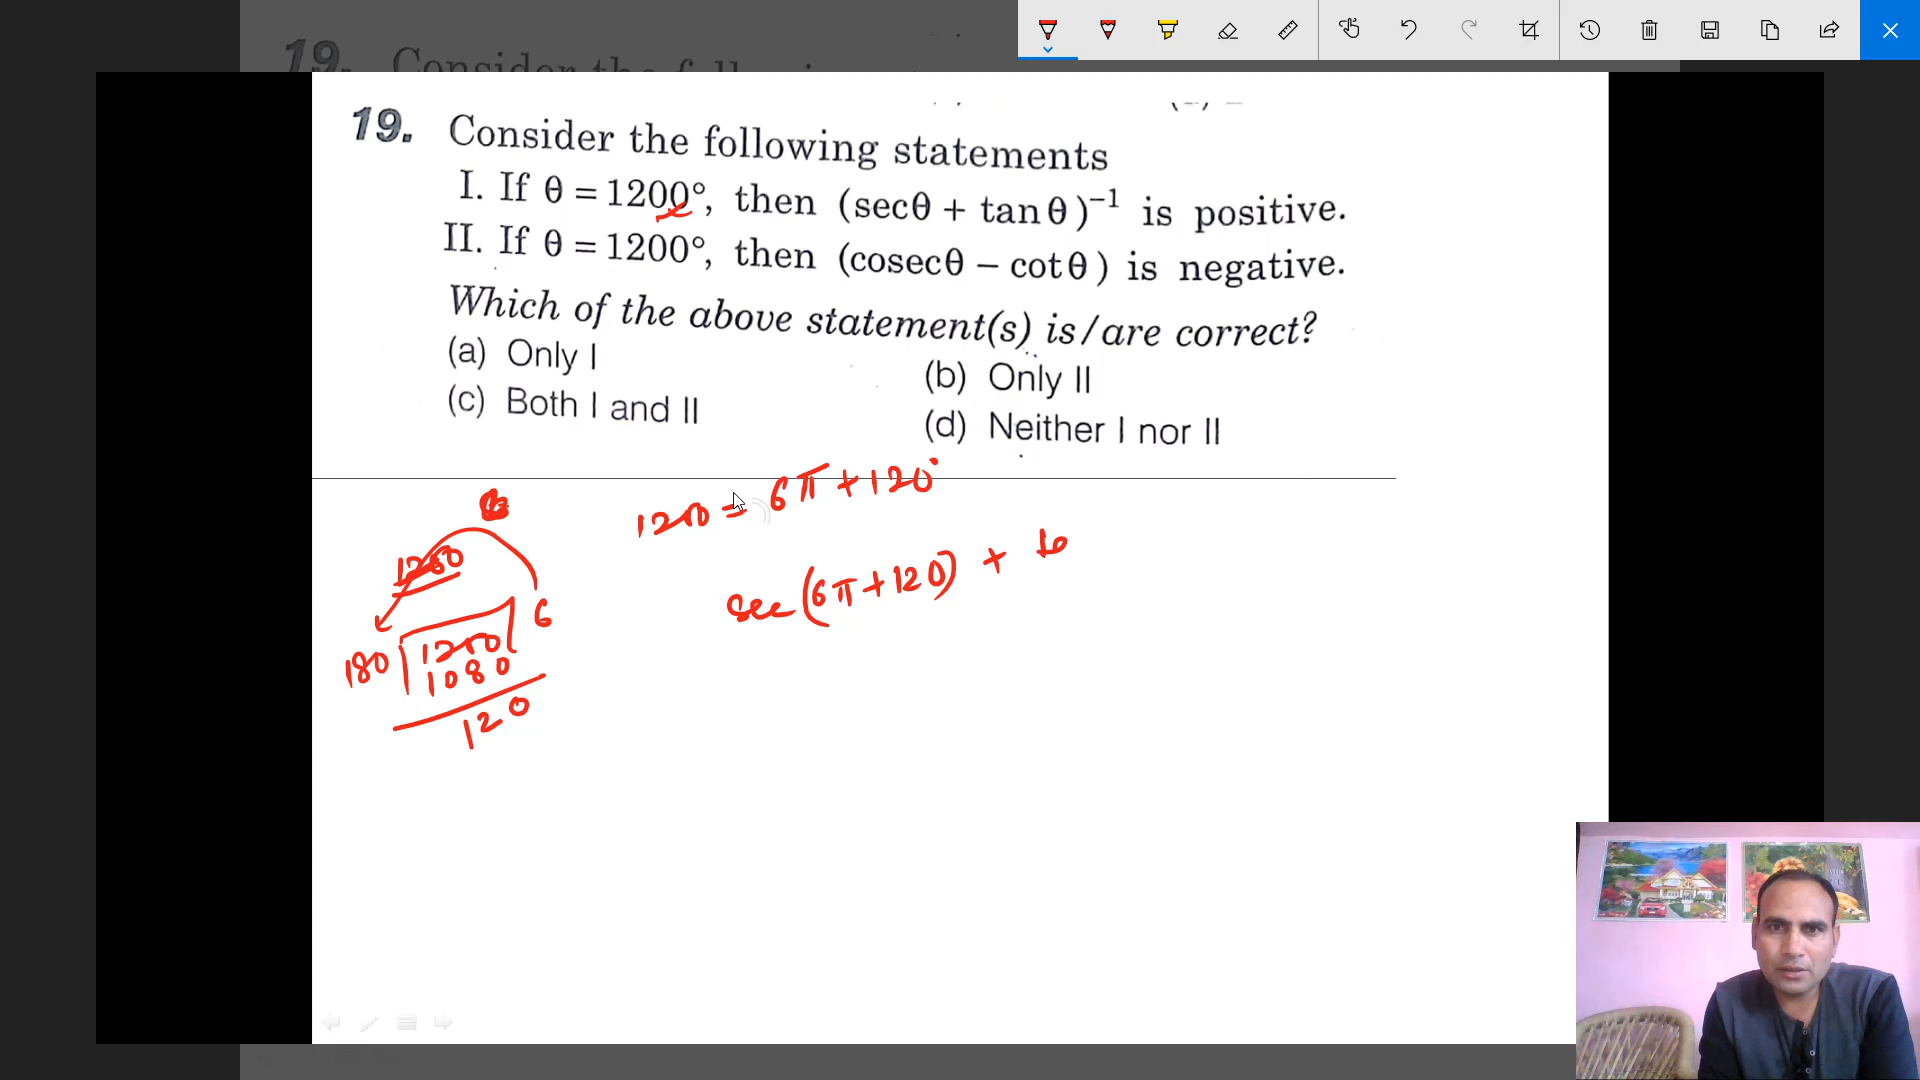 19. Consider the following statements
I. If θ = 1200°, then (secθ + tanθ)⁻¹ is positive.
II. If θ = 1200°, then (cosecθ − cotθ) is negative.
Which of the above statement(s) is/are correct?
(a) Only I
(b) Only II
(c) Both I and II
(d) Neither I nor II
1200 = 6π + 120°
sec(6π + 120) +
1200
6
180
1200
1080
120